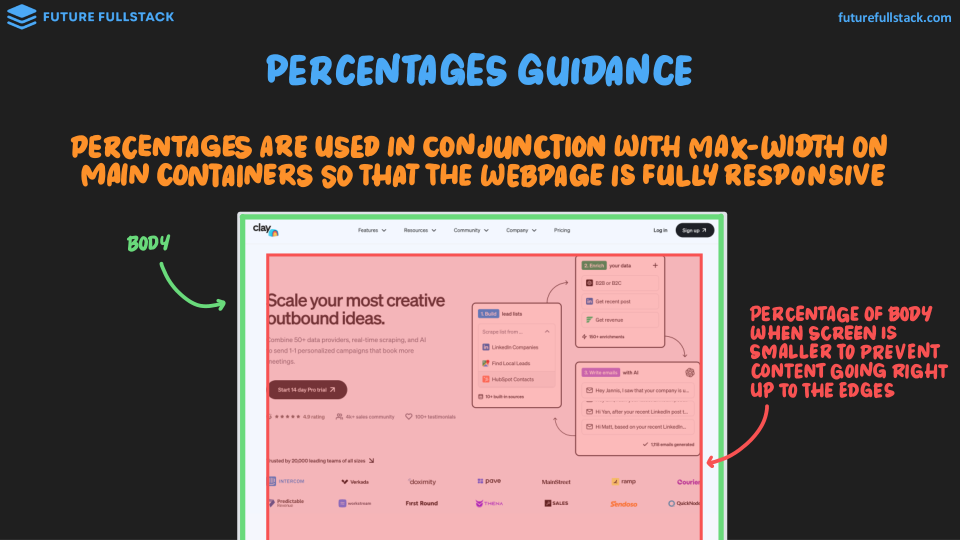 FUTURE FULLSTACK
futurefullstack.com
PERCENTAGES GUIDANCE
PERCENTAGES ARE USED IN CONJUNCTION WITH MAX-WIDTH ON
MAIN CONTAINERS SO THAT THE WEBPAGE IS FULLY RESPONSIVE
BODY
clay
Features Resources Community Company Pricing Log in Sign up
Scale your most creative
outbound ideas.
Combine 50+ data providers, real-time scraping, and AI
to send 1-1 personalized campaigns that book more
meetings.
Start 14 day Pro trial
4.9 rating 4k+ sales community 100+ testimonials
1. Build lead lists
Scrape list from ...
LinkedIn Companies
Find Local Leads
HubSpot Contacts
10+ built-in sources
2. Enrich your data
B2B or B2C
Get recent post
Get revenue
150+ enrichments
3. Write emails with AI
Hey Jernis, I saw that your company is u...
Hi Yan, after your recent LinkedIn post t...
Hi Matt, based on your recent LinkedIn...
1,219 emails generated
Trusted by 20,000 leading teams of all sizes
INTERCOM Verkada doximity pave MainStreet ramp Courier
Predictable Revenue workstream First Round THENA SALES Sendoso QuickNode
PERCENTAGE OF BODY
WHEN SCREEN IS
SMALLER TO PREVENT
CONTENT GOING RIGHT
UP TO THE EDGES